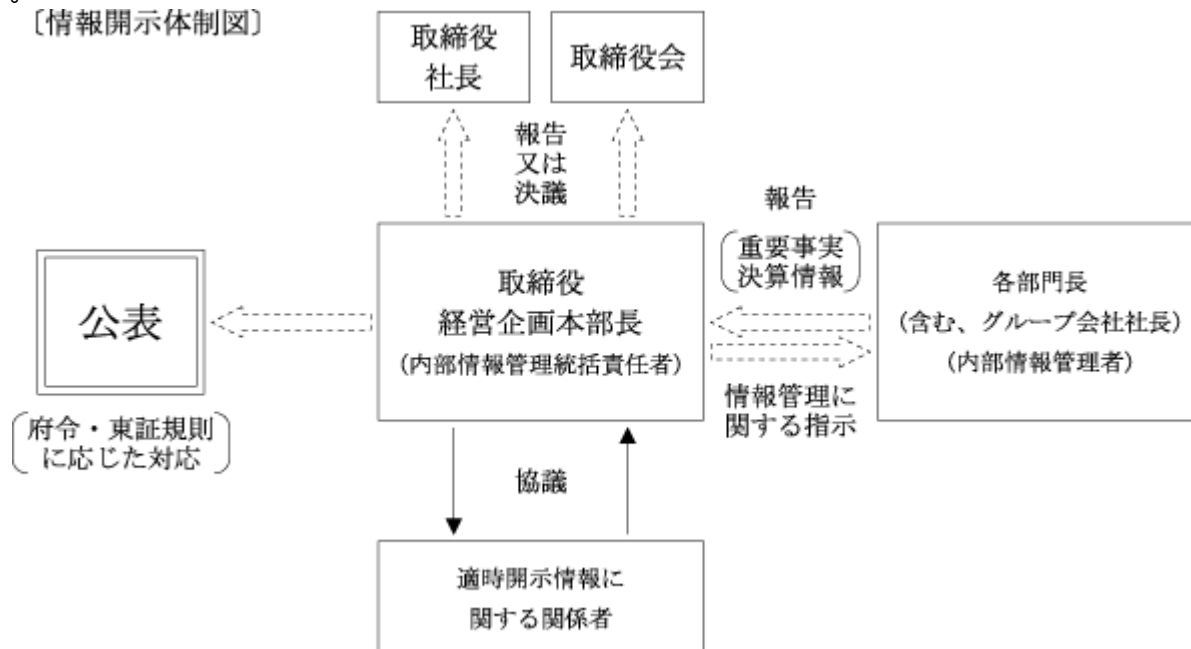 。
〔情報開示体制図〕
取締役
社長
取締役会
報告
又は
決議
報告
重要事実
決算情報
取締役
経営企画本部長
(内部情報管理統括責任者)
各部門長
(含む、グループ会社社長)
(内部情報管理者)
公表
府令・東証規則
に応じた対応
情報管理に
関する指示
協議
適時開示情報に
関する関係者